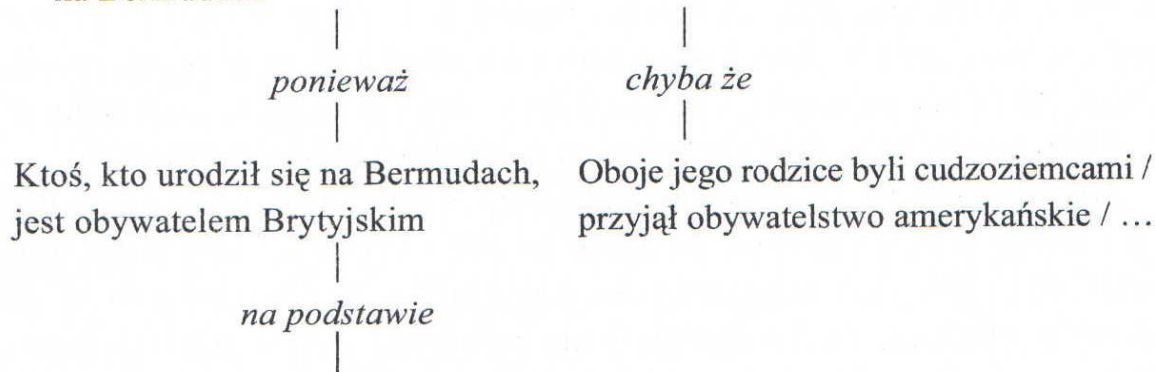 ponieważ chyba że
Ktoś, kto urodził się na Bermudach,
jest obywatelem Brytyjskim
Oboje jego rodzice byli cudzoziemcami /
przyjął obywatelstwo amerykańskie / …
na podstawie